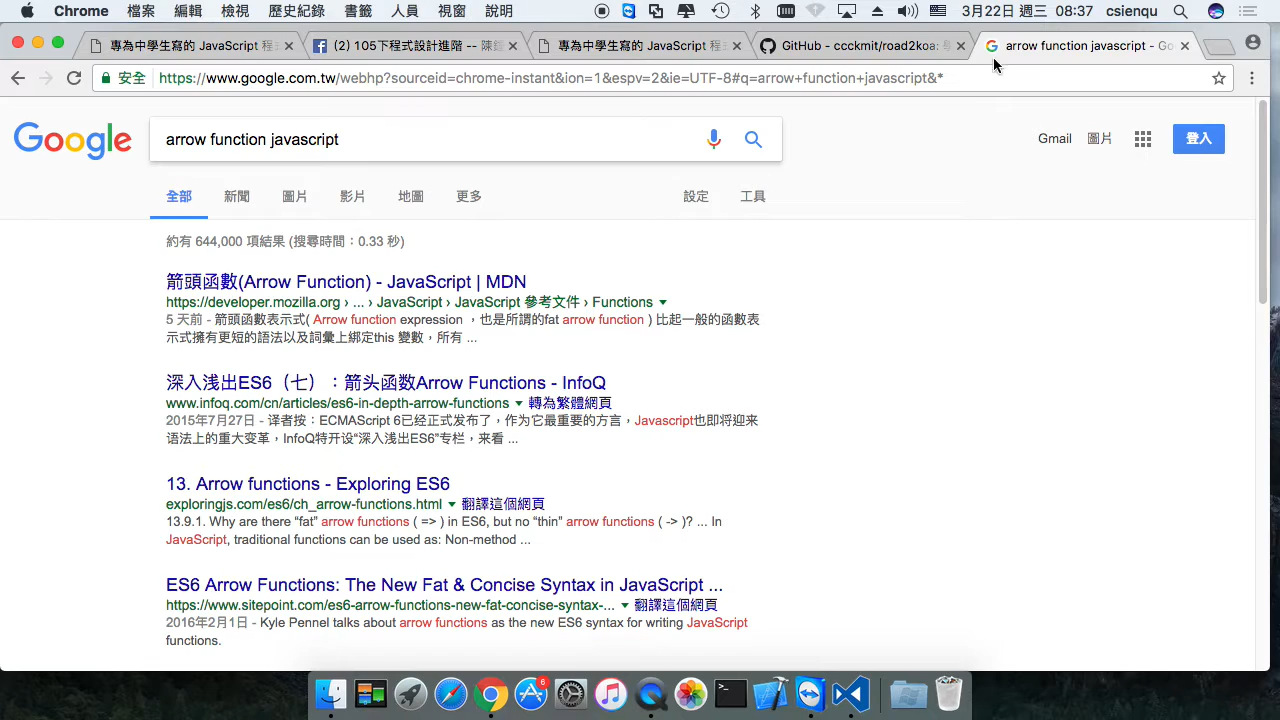 Chrome 檔案 編輯 檢視 歷史紀錄 書籤 人員 視窗 說明 3月22日 週三 08:37 csienqu
專為中學生寫的 JavaScript 程 (2) 105下程式設計進階 -- 陳 專為中學生寫的 JavaScript 程式 GitHub - ccckmit/road2koa: arrow function javascript - Go
安全 https://www.google.com.tw/webhp?sourceid=chrome-instant&ion=1&espv=2&ie=UTF-8#q=arrow+function+javascript&*
Google arrow function javascript Gmail 圖片 登入
全部 新聞 圖片 影片 地圖 更多 設定 工具
約有 644,000 項結果 (搜尋時間：0.33 秒)
箭頭函數(Arrow Function) - JavaScript | MDN
https://developer.mozilla.org › ... › JavaScript › JavaScript 參考文件 › Functions
5 天前 - 箭頭函數表示式( Arrow function expression ，也是所謂的fat arrow function ) 比起一般的函數表
示式擁有更短的語法以及詞彙上綁定this 變數，所有 ...
深入浅出ES6（七）：箭头函数Arrow Functions - InfoQ
www.infoq.com/cn/articles/es6-in-depth-arrow-functions 轉為繁體網頁
2015年7月27日 - 译者按：ECMAScript 6已经正式发布了，作为它最重要的方言，Javascript也即将迎来
语法上的重大变革，InfoQ特开设“深入浅出ES6”专栏，来看 ...
13. Arrow functions - Exploring ES6
exploringjs.com/es6/ch_arrow-functions.html 翻譯這個網頁
13.9.1. Why are there “fat” arrow functions ( => ) in ES6, but no “thin” arrow functions ( -> )? ... In
JavaScript, traditional functions can be used as: Non-method ...
ES6 Arrow Functions: The New Fat & Concise Syntax in JavaScript ...
https://www.sitepoint.com/es6-arrow-functions-new-fat-concise-syntax-... 翻譯這個網頁
2016年2月1日 - Kyle Pennel talks about arrow functions as the new ES6 syntax for writing JavaScript
functions.
6